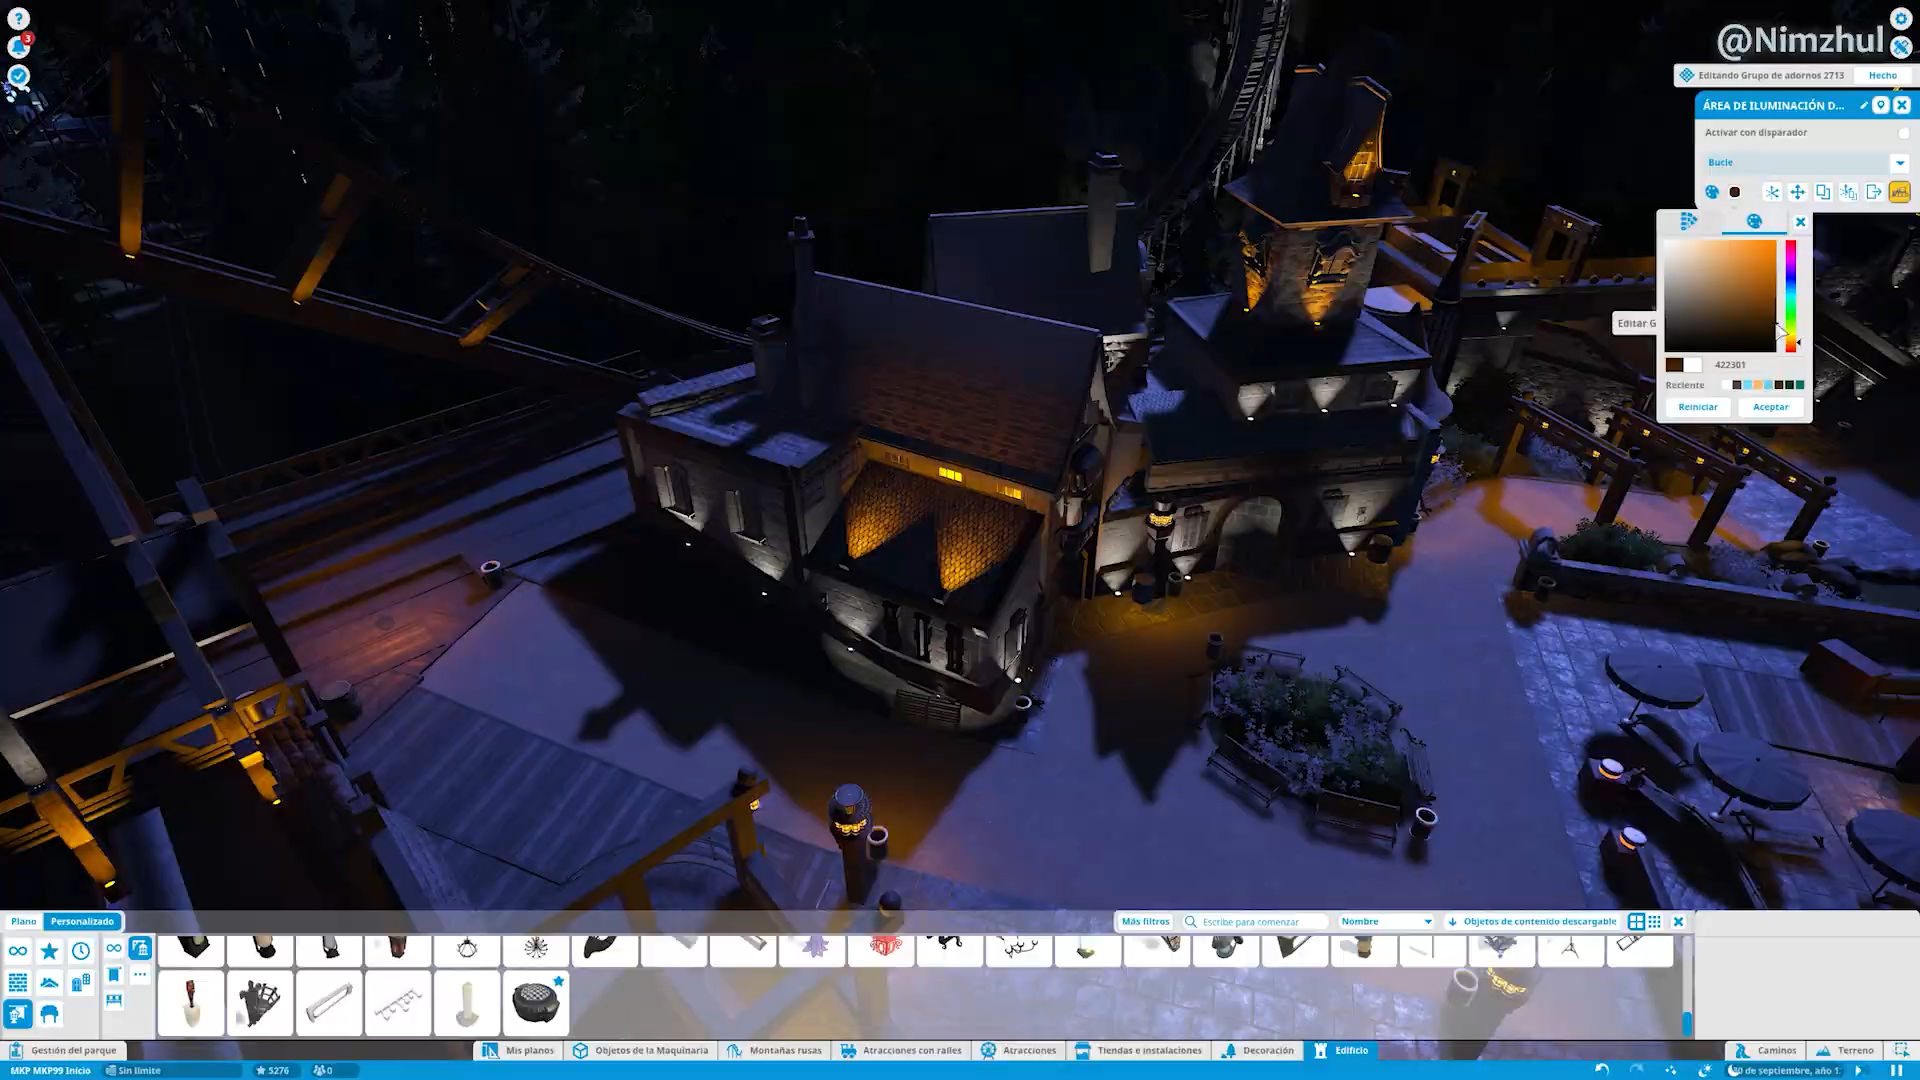 ?
3
@Nimzhul
Editando Grupo de adornos 2713
Hecho
ÁREA DE ILUMINACIÓN D...
Activar con disparador
Bucle
Editar G
422301
Reciente
Reiniciar
Aceptar
Plano
Personalizado
Más filtros
Escribe para comenzar
Nombre
Objetos de contenido descargable
Gestión del parque
Mis planos
Objetos de la Maquinaria
Montañas rusas
Atracciones con raíles
Atracciones
Tiendas e instalaciones
Decoración
Edificio
Caminos
Terreno
MKP MKP99 Inicio
Sin límite
5276
0
30 de septiembre, año 1